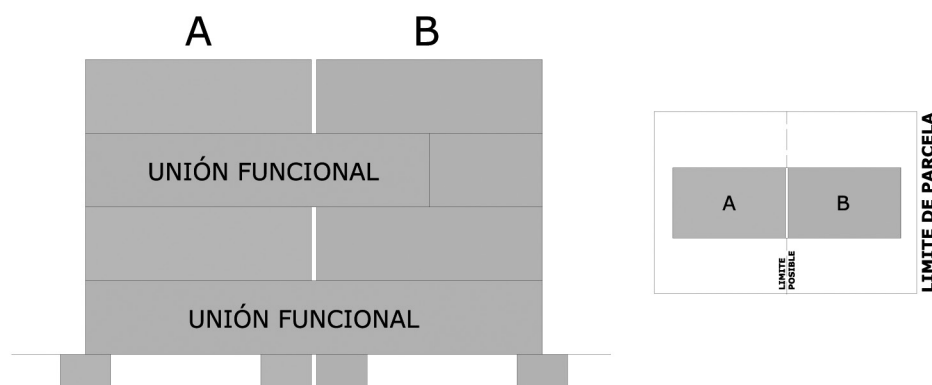 A
B
UNIÓN FUNCIONAL
UNIÓN FUNCIONAL
A
B
LIMITE
POSIBLE
LIMITE DE PARCELA